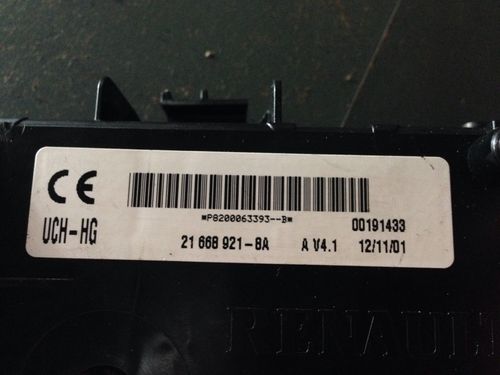 CE
*P8200063393--B*
00191433
UCH-HG
21 668 921-8A
A V4.1
12/11/01
RENAULT